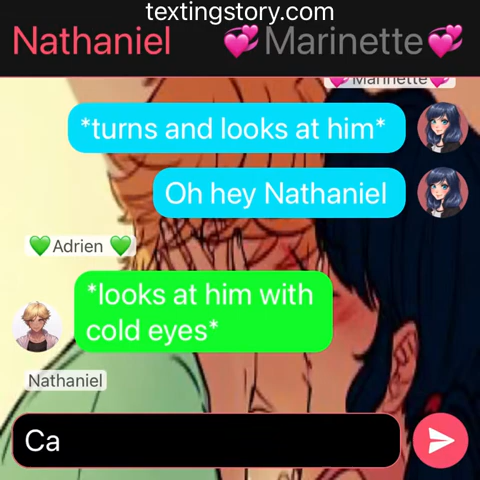 textingstory.com
Nathaniel 💞Marinette💞
💞Marinette💞
*turns and looks at him*
Oh hey Nathaniel
💚Adrien 💚
*looks at him with
cold eyes*
Nathaniel
Ca